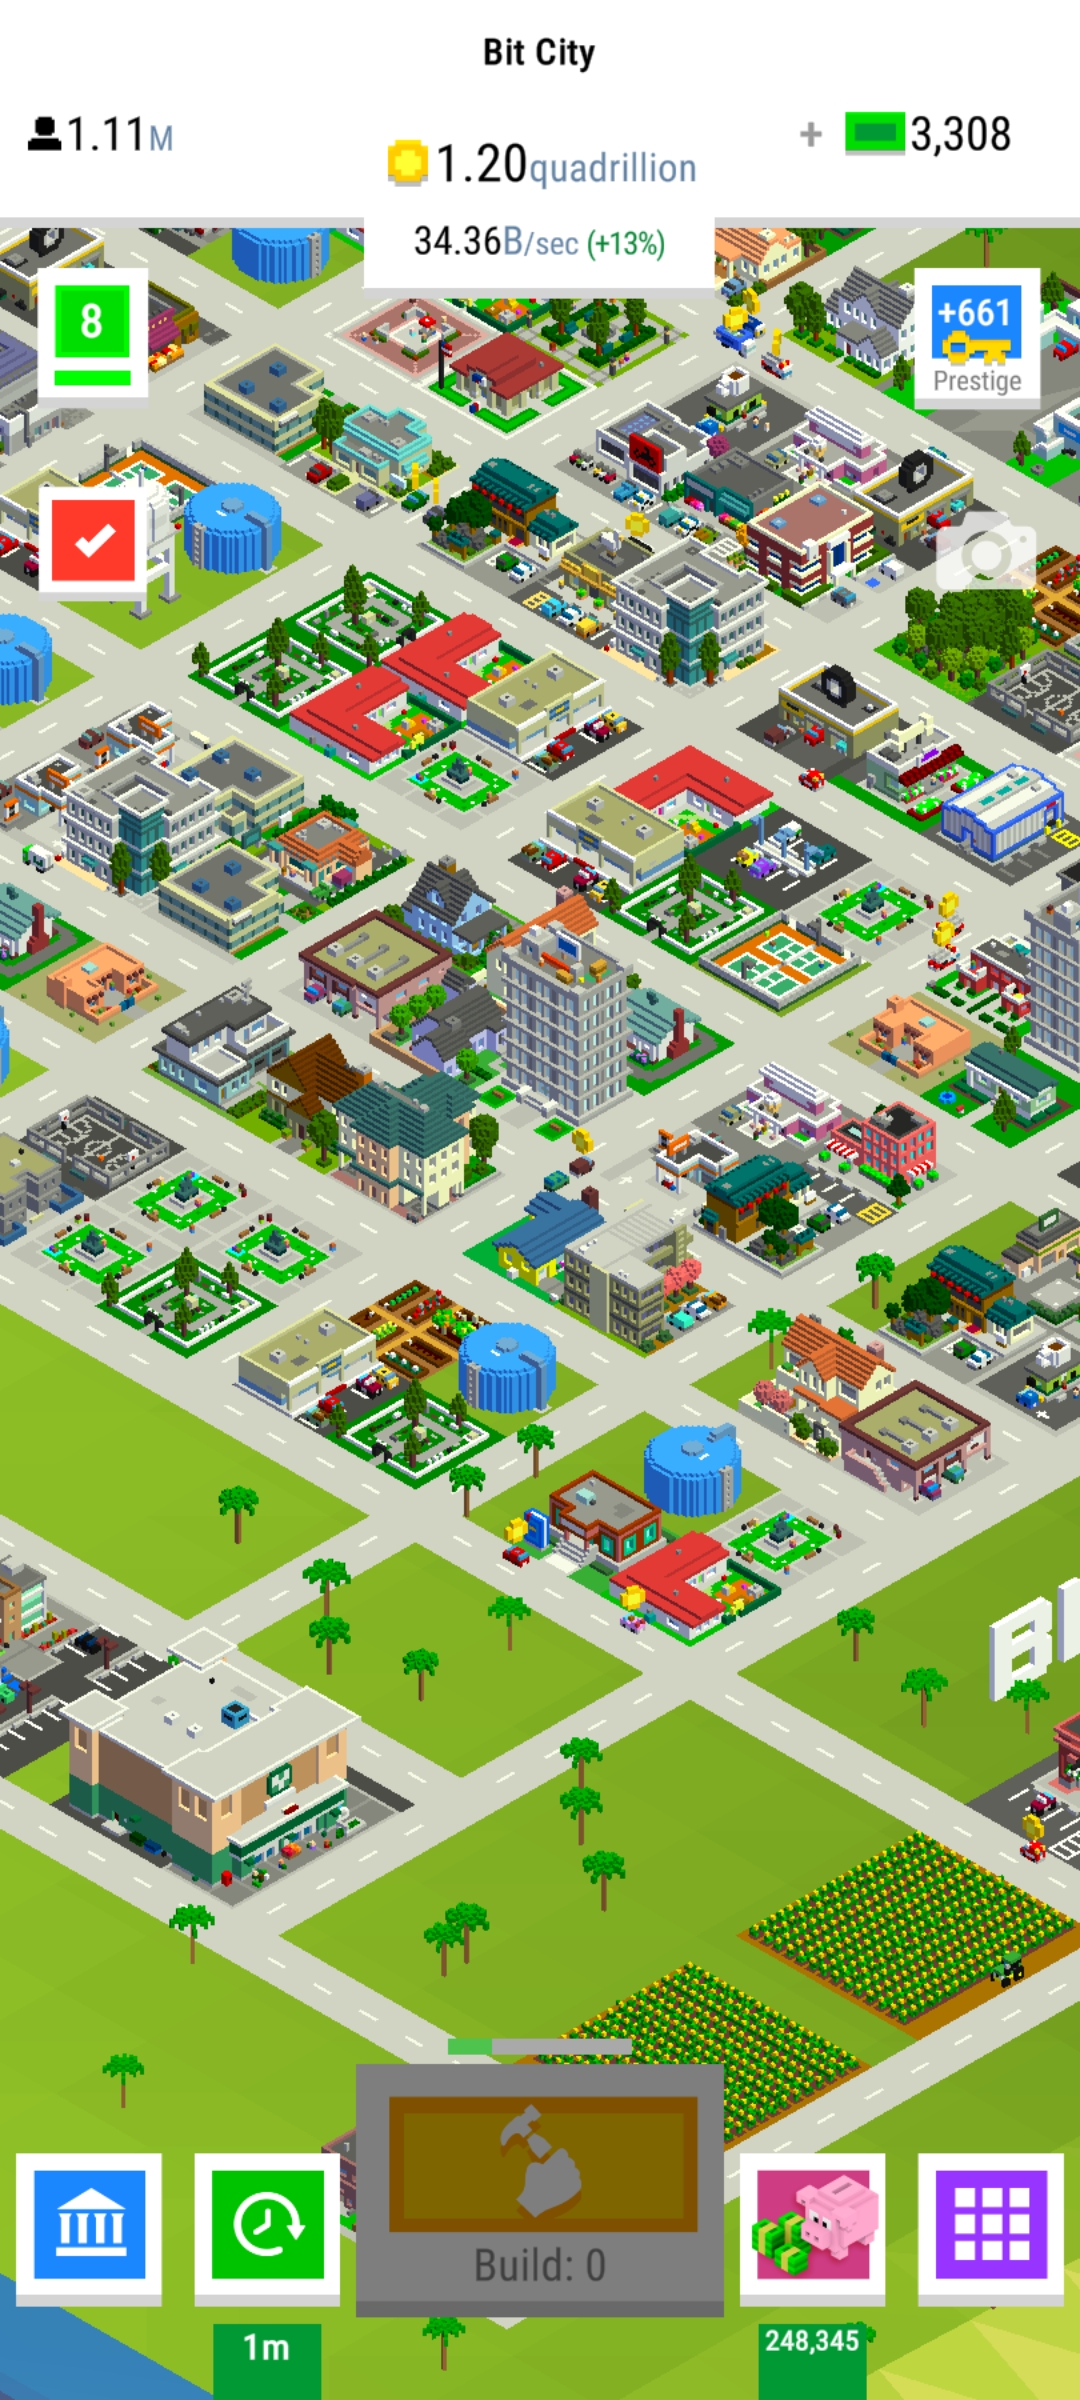 Bit City
1.11M
1.20quadrillion
+ 3,308
34.36B/sec (+13%)
8
+661
Prestige
Build: 0
1m
248,345